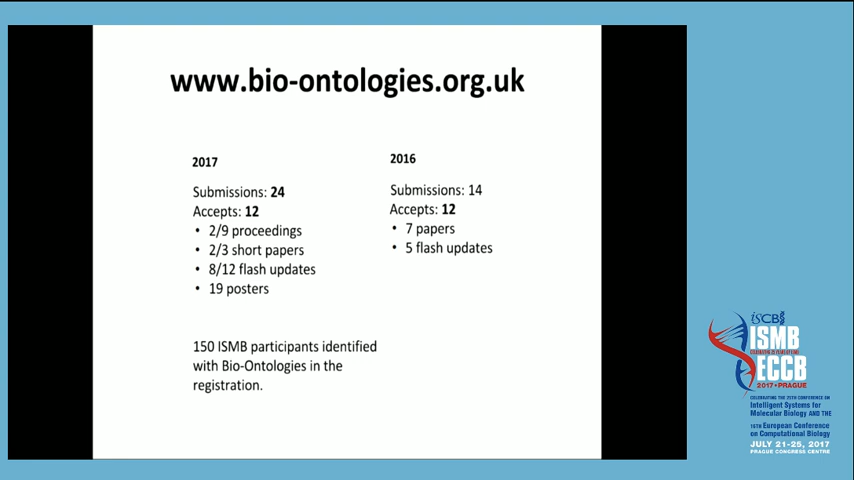 www.bio-ontologies.org.uk
2017
Submissions: 24
Accepts: 12
• 2/9 proceedings
• 2/3 short papers
• 8/12 flash updates
• 19 posters
150 ISMB participants identified
with Bio-Ontologies in the
registration.
2016
Submissions: 14
Accepts: 12
• 7 papers
• 5 flash updates
ISCB
ISMB
ECCB
2017 • PRAGUE
CELEBRATING THE 25TH CONFERENCE ON
Intelligent Systems for
Molecular Biology AND THE
16TH European Conference
on Computational Biology
JULY 21-25, 2017
PRAGUE CONGRESS CENTRE